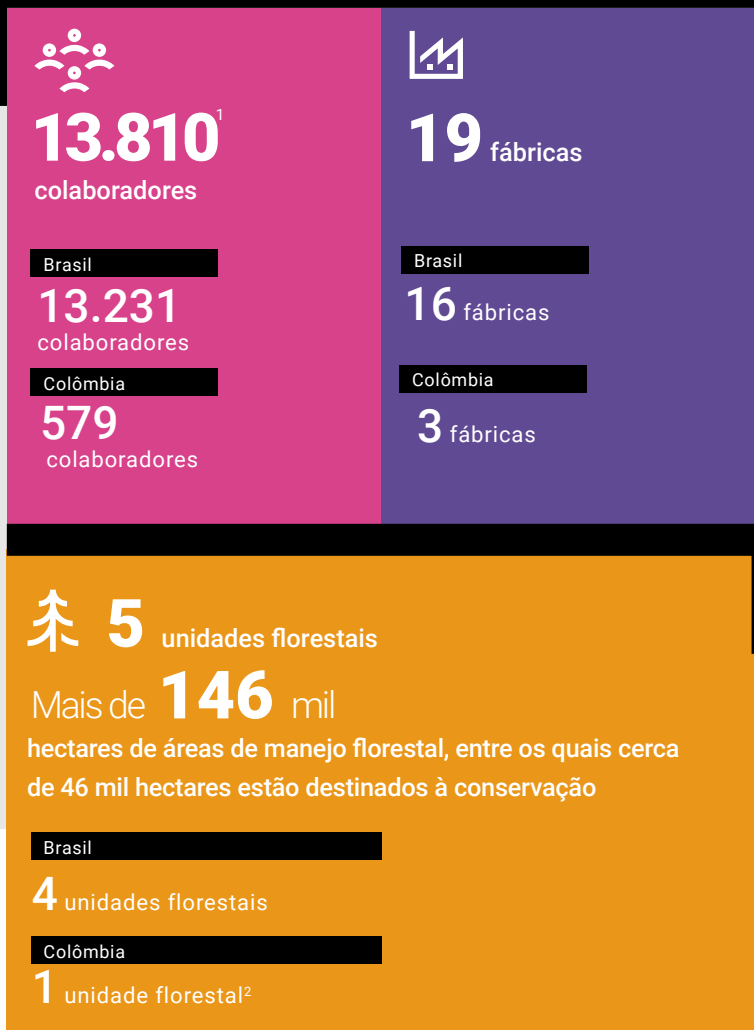 13.810¹
colaboradores
Brasil
13.231
colaboradores
Colômbia
579
colaboradores
19 fábricas
Brasil
16 fábricas
Colômbia
3 fábricas
5 unidades florestais
Mais de 146 mil
hectares de áreas de manejo florestal, entre os quais cerca
de 46 mil hectares estão destinados à conservação
Brasil
4 unidades florestais
Colômbia
1 unidade florestal²